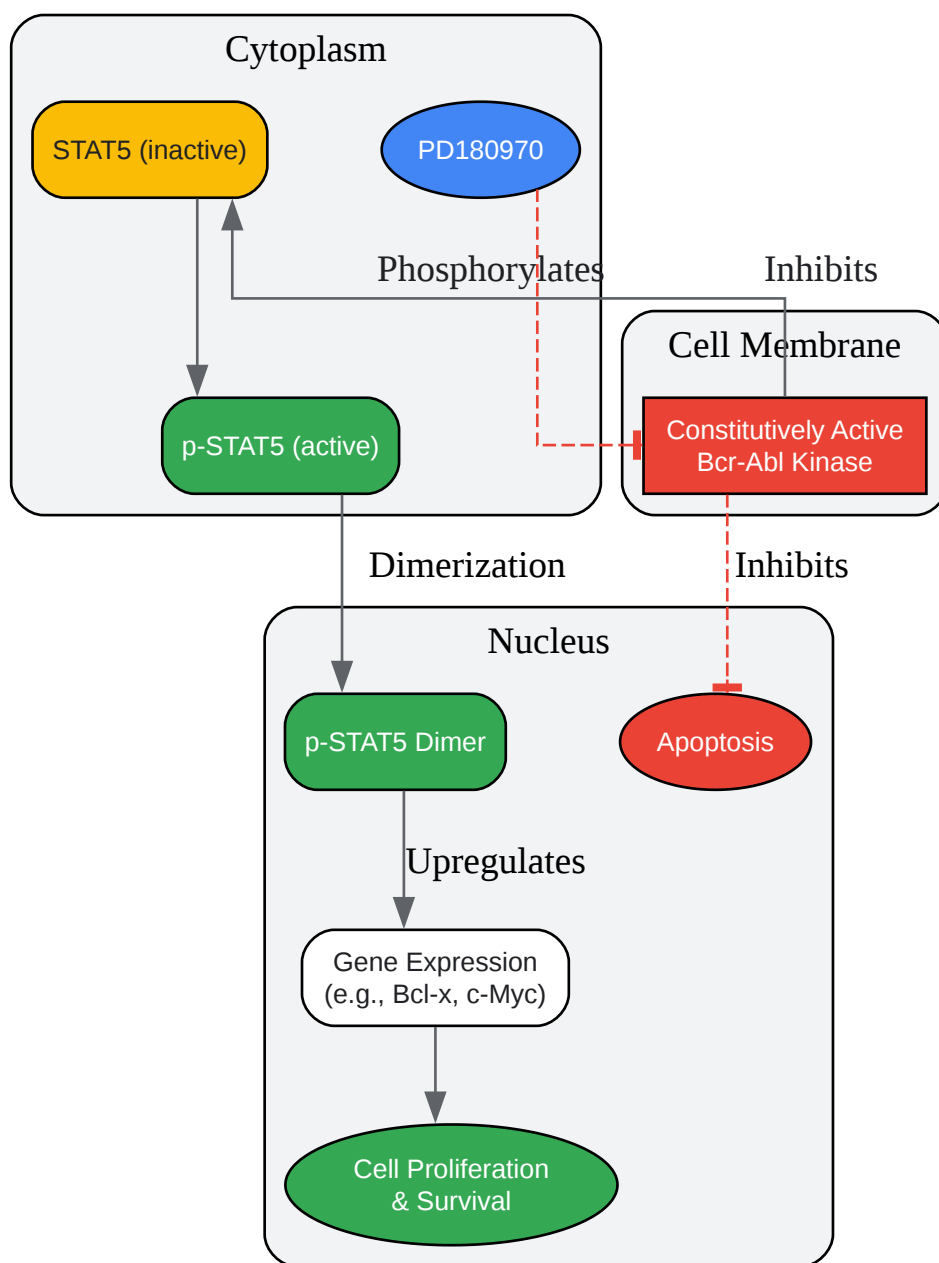 Cytoplasm
STAT5 (inactive)
PD180970
Phosphorylates
Inhibits
Cell Membrane
p-STAT5 (active)
Constitutively Active
Bcr-Abl Kinase
Dimerization
Inhibits
Nucleus
p-STAT5 Dimer
Apoptosis
Upregulates
Gene Expression
(e.g., Bcl-x, c-Myc)
Cell Proliferation
& Survival